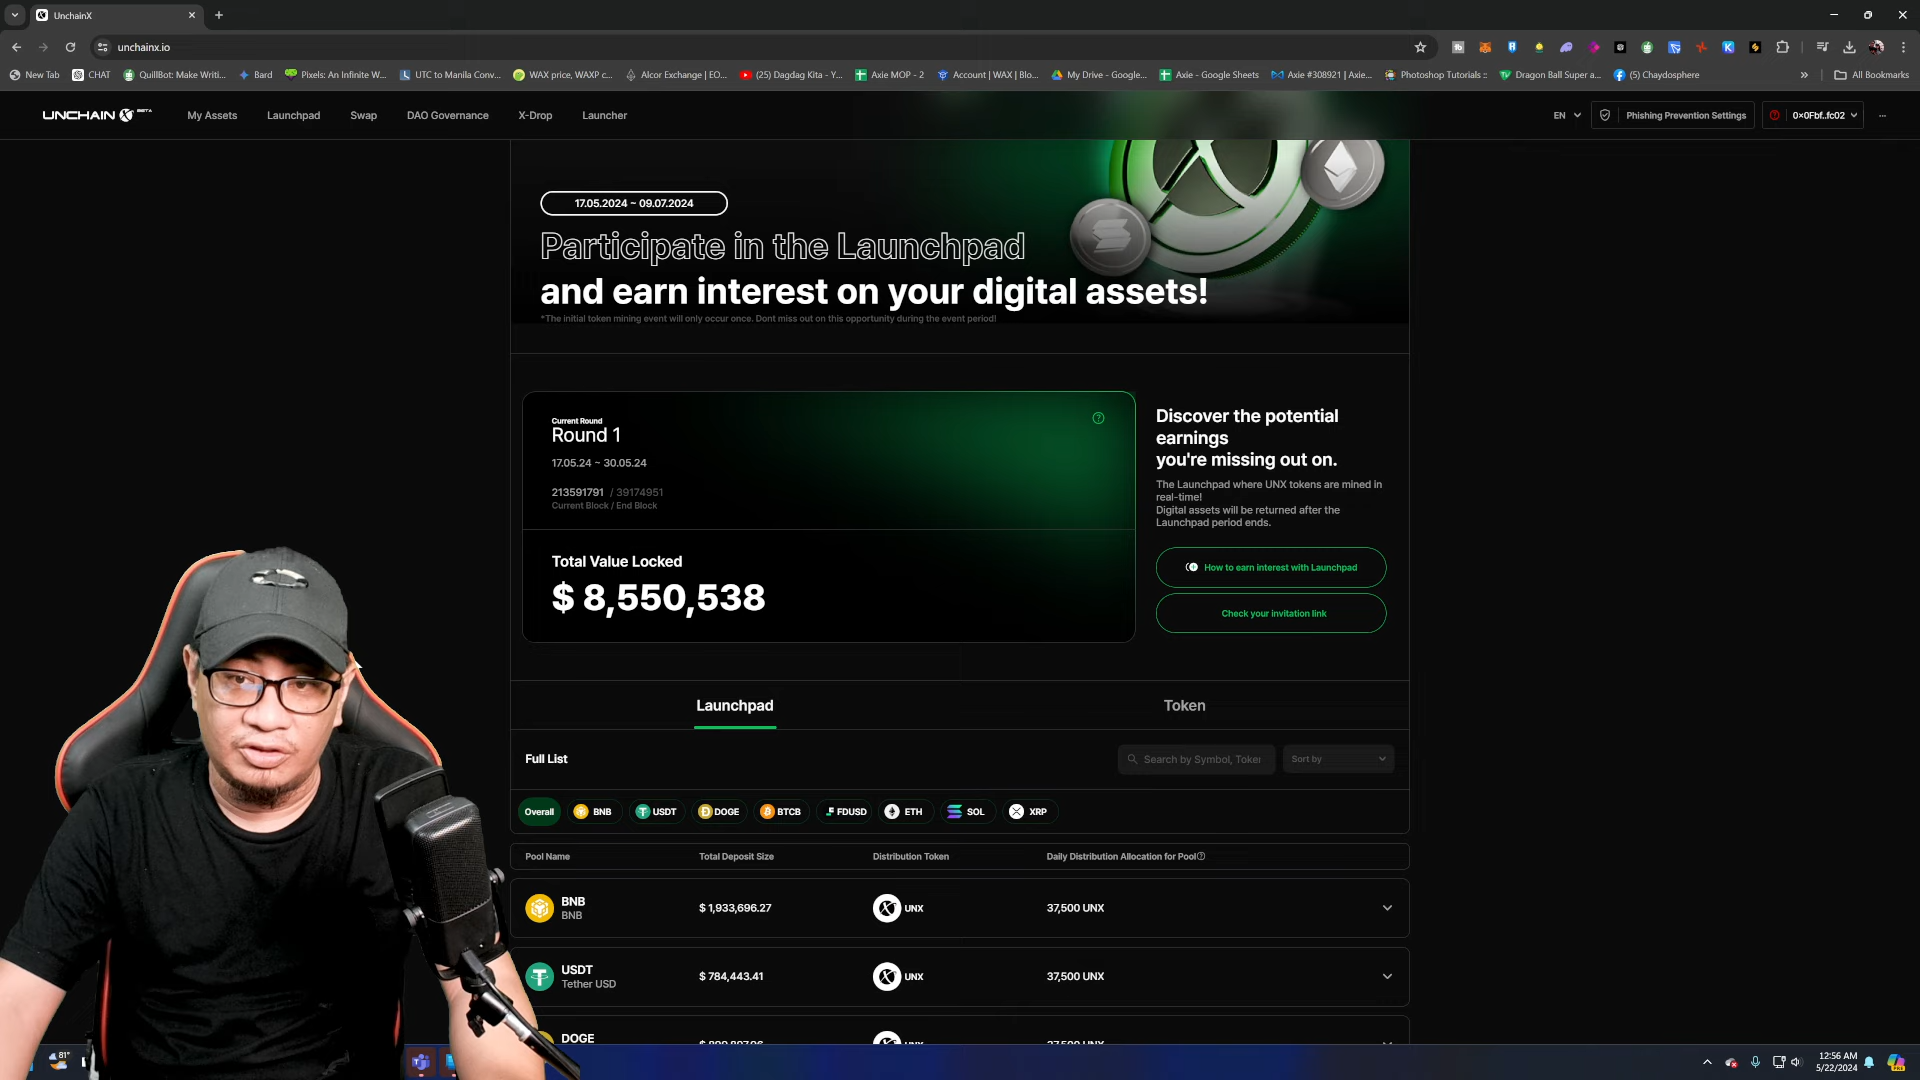 UnchainX
unchainx.io
New Tab
CHAT
QuillBot: Make Writi...
Bard
Pixels: An Infinite W...
UTC to Manila Conv...
WAX price, WAXP c...
Alcor Exchange | EO...
(25) Dagdag Kita - Y...
Axie MOP - 2
Account | WAX | Blo...
My Drive - Google...
Axie - Google Sheets
Axie #308921 | Axie...
Photoshop Tutorials ::
Dragon Ball Super a...
(5) Chaydosphere
All Bookmarks
UNCHAIN X BETA
My Assets
Launchpad
Swap
DAO Governance
X-Drop
Launcher
EN
Phishing Prevention Settings
0x0Fbf..fc02
17.05.2024 ~ 09.07.2024
Participate in the Launchpad
and earn interest on your digital assets!
*The initial token mining event will only occur once. Dont miss out on this opportunity during the event period!
Current Round
Round 1
17.05.24 ~ 30.05.24
213591791 / 39174951
Current Block / End Block
Total Value Locked
$ 8,550,538
Discover the potential
earnings
you're missing out on.
The Launchpad where UNX tokens are mined in
real-time!
Digital assets will be returned after the
Launchpad period ends.
How to earn interest with Launchpad
Check your invitation link
Launchpad
Token
Full List
Search by Symbol, Token
Sort by
Overall
BNB
USDT
DOGE
BTCB
FDUSD
ETH
SOL
XRP
Pool Name
Total Deposit Size
Distribution Token
Daily Distribution Allocation for Pool
BNB
BNB
$ 1,933,696.27
UNX
37,500 UNX
USDT
Tether USD
$ 784,443.41
UNX
37,500 UNX
DOGE
81°
12:56 AM
5/22/2024